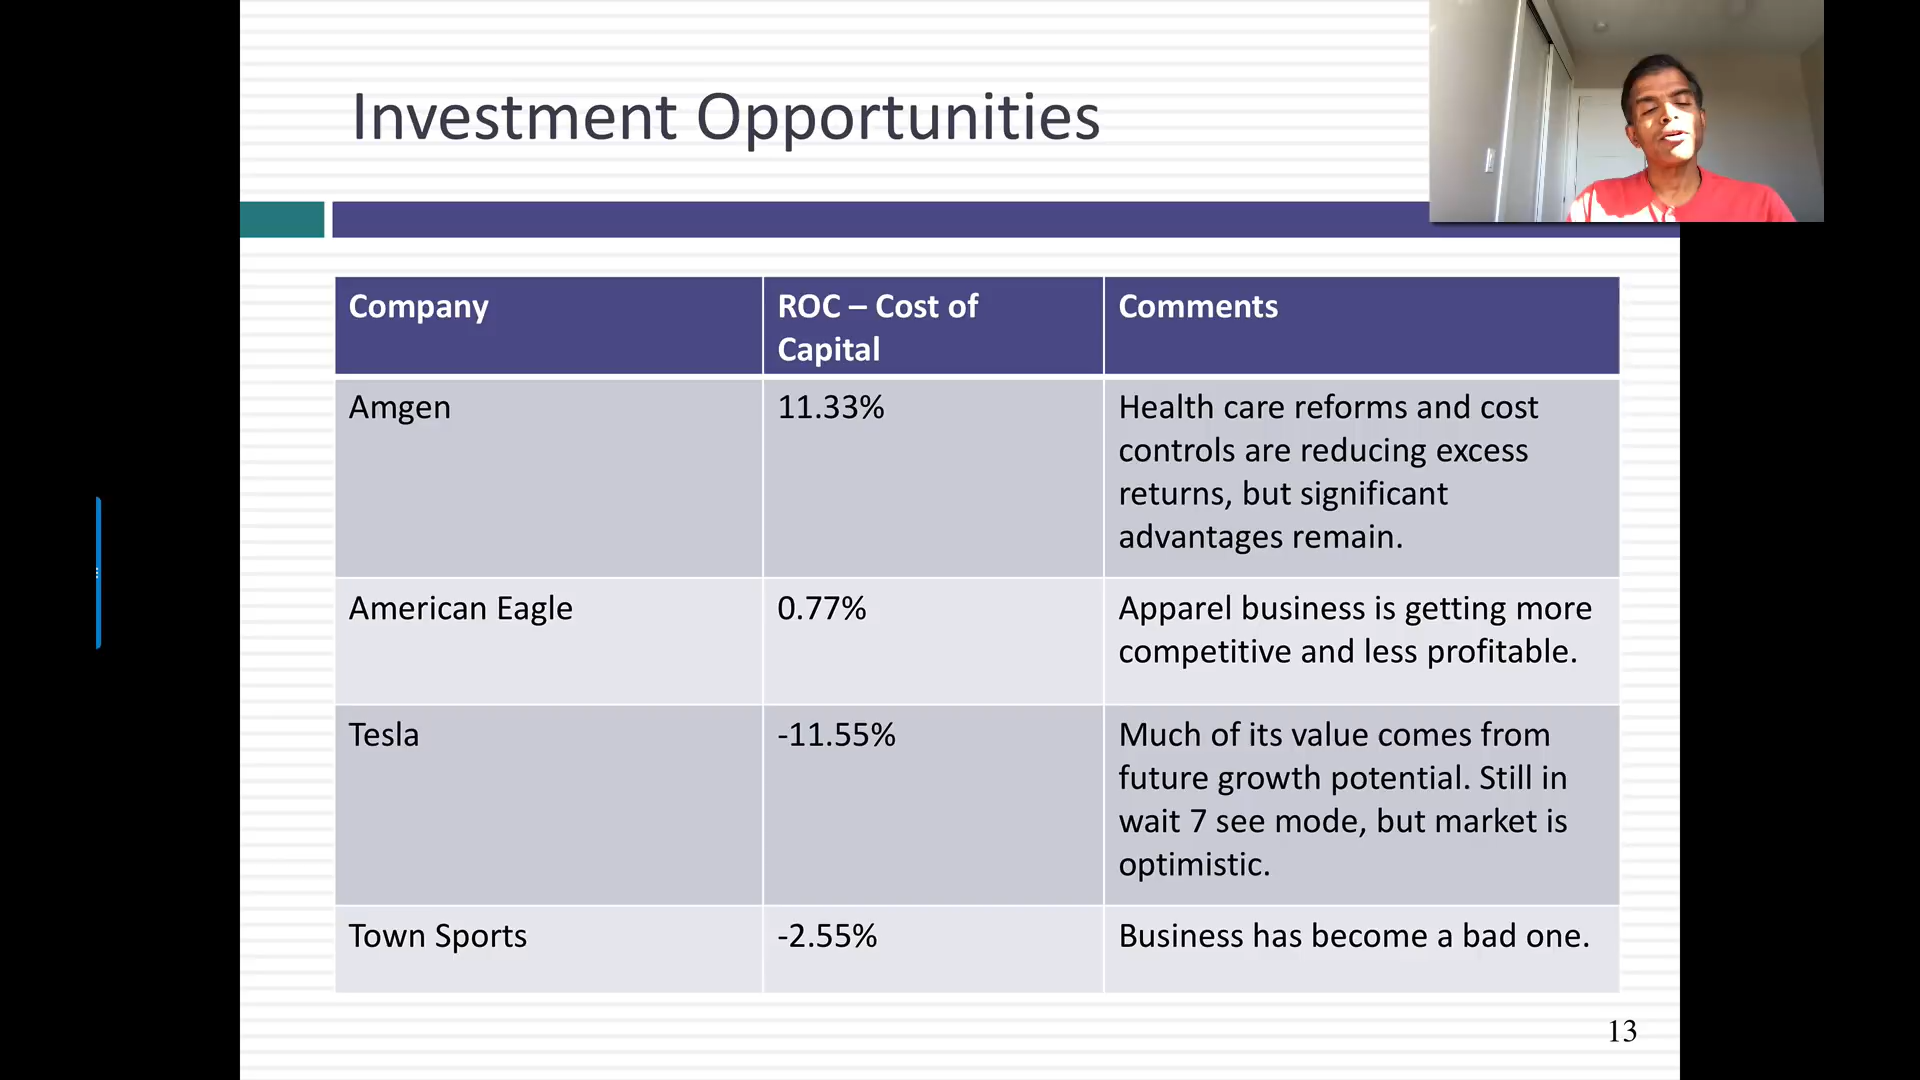 Investment Opportunities
Company
ROC – Cost of
Capital
Comments
Amgen
11.33%
Health care reforms and cost
controls are reducing excess
returns, but significant
advantages remain.
American Eagle
0.77%
Apparel business is getting more
competitive and less profitable.
Tesla
-11.55%
Much of its value comes from
future growth potential. Still in
wait 7 see mode, but market is
optimistic.
Town Sports
-2.55%
Business has become a bad one.
13